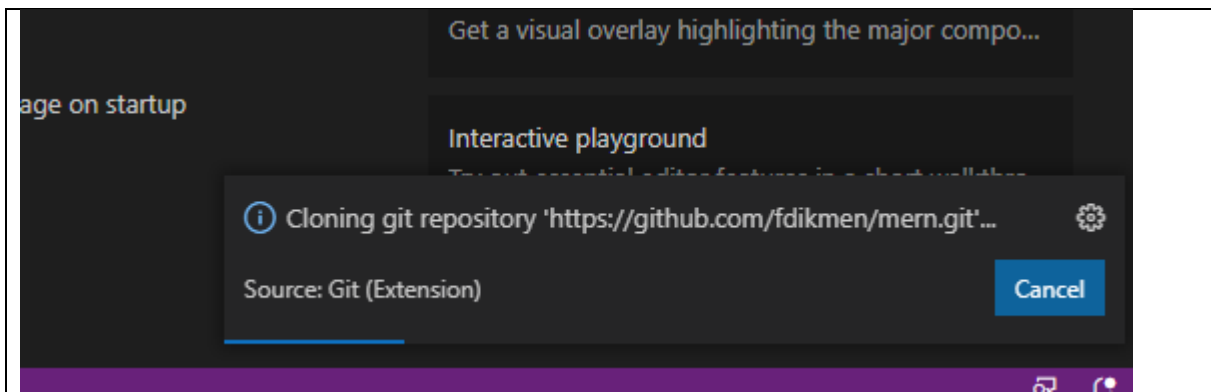 Get a visual overlay highlighting the major compo...
age on startup
Interactive playground
Cloning git repository 'https://github.com/fdikmen/mern.git'...
Source: Git (Extension)
Cancel